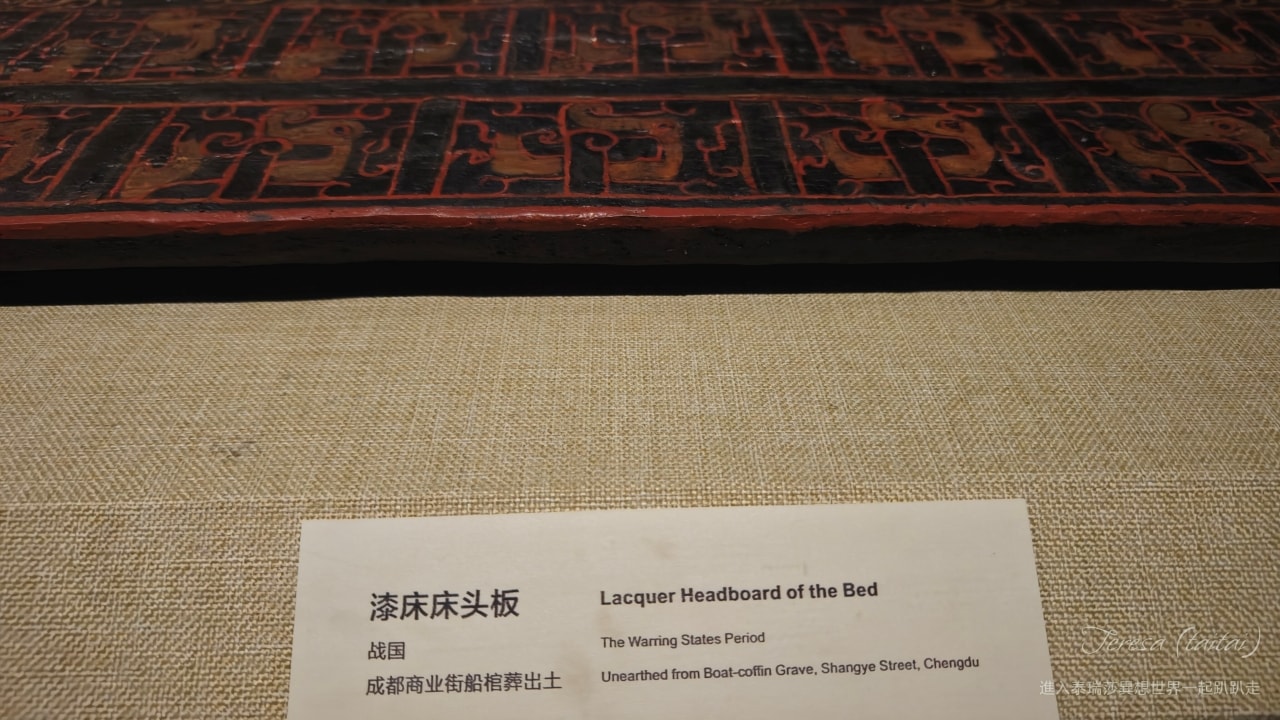 漆床床头板
战国
成都商业街船棺葬出土
Lacquer Headboard of the Bed
The Warring States Period
Unearthed from Boat-coffin Grave, Shangye Street, Chengdu
Teresa (taitai)
進入泰瑞莎異想世界一起趴趴走